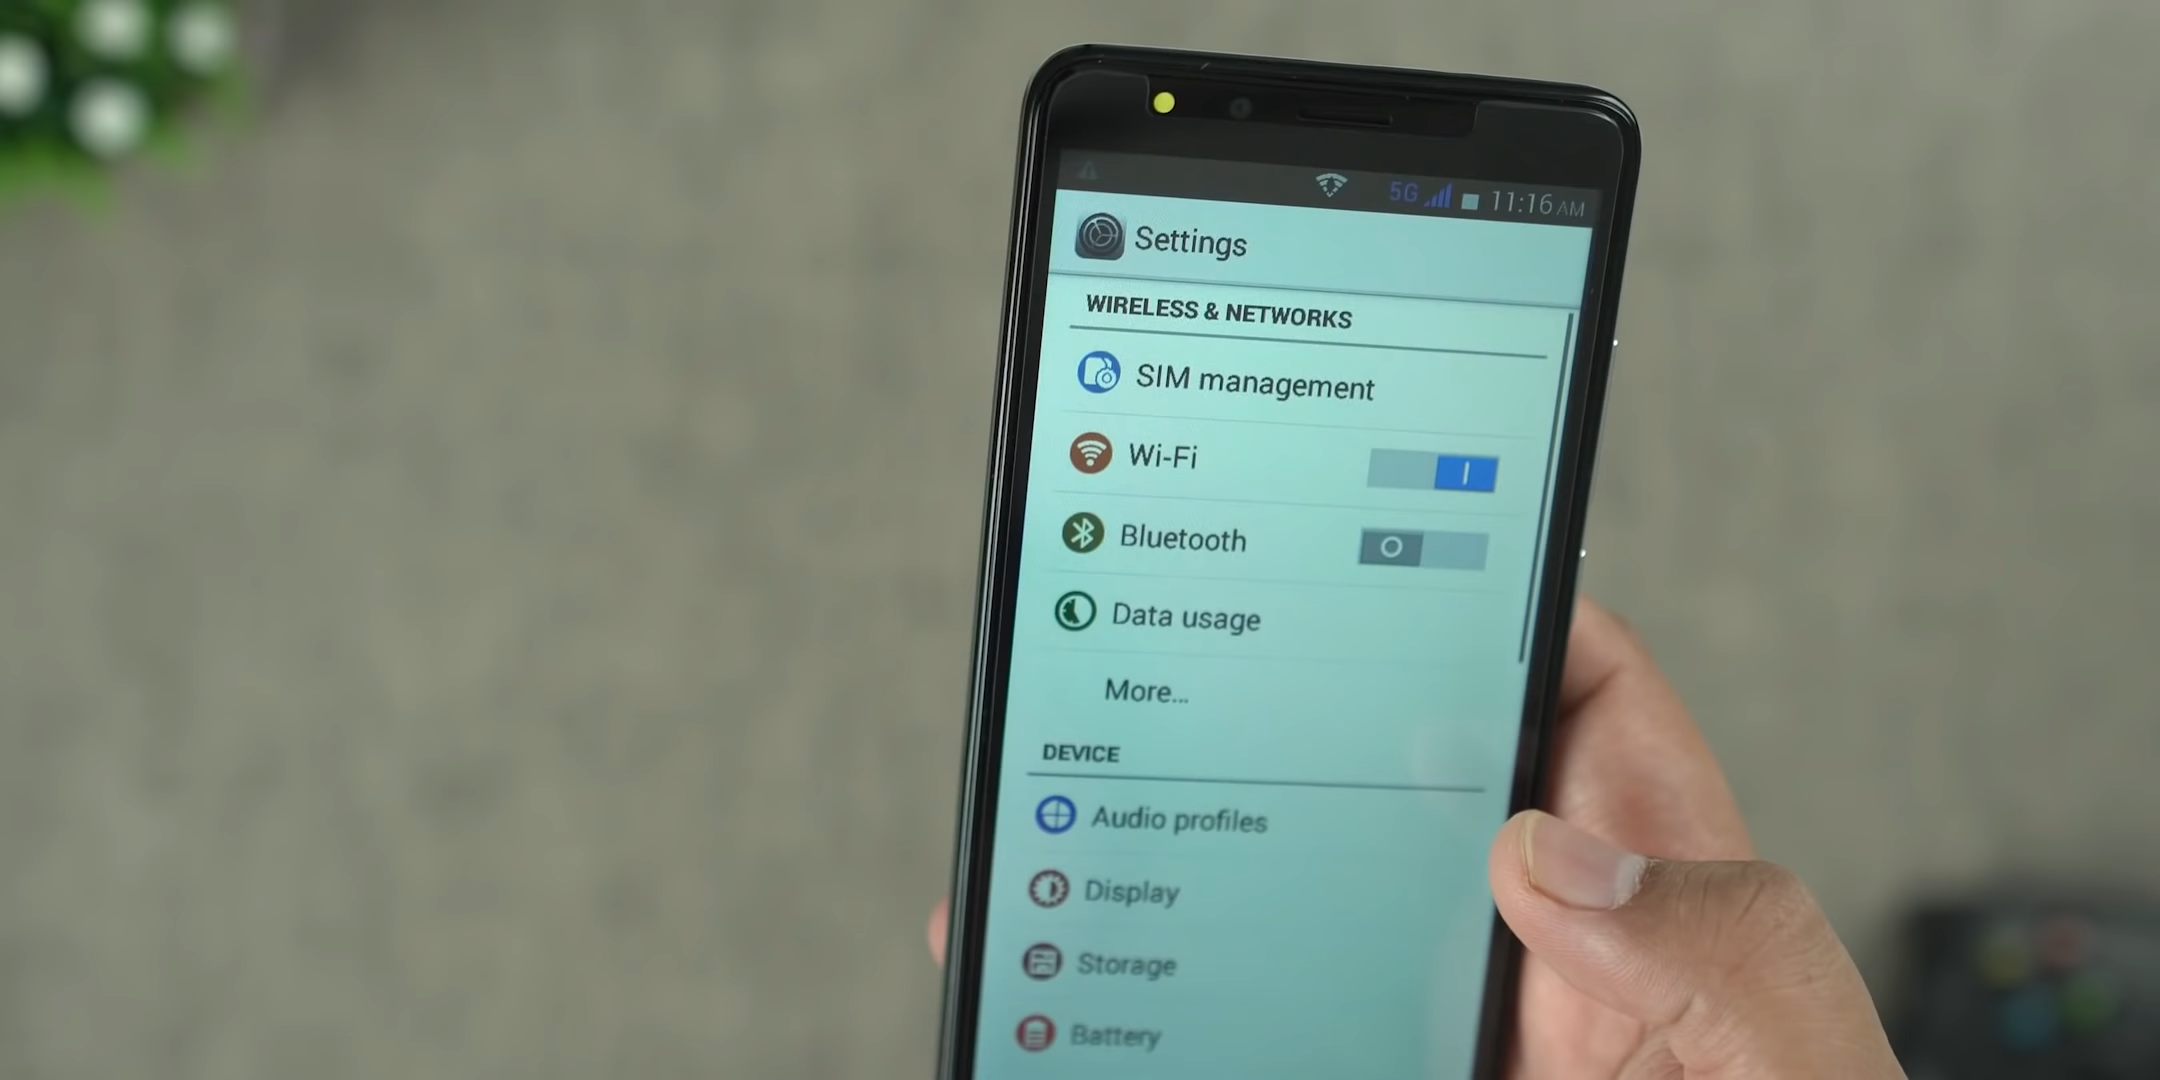 5G 11:16 AM
Settings
WIRELESS & NETWORKS
SIM management
Wi-Fi
Bluetooth
Data usage
More...
DEVICE
Audio profiles
Display
Storage
Battery